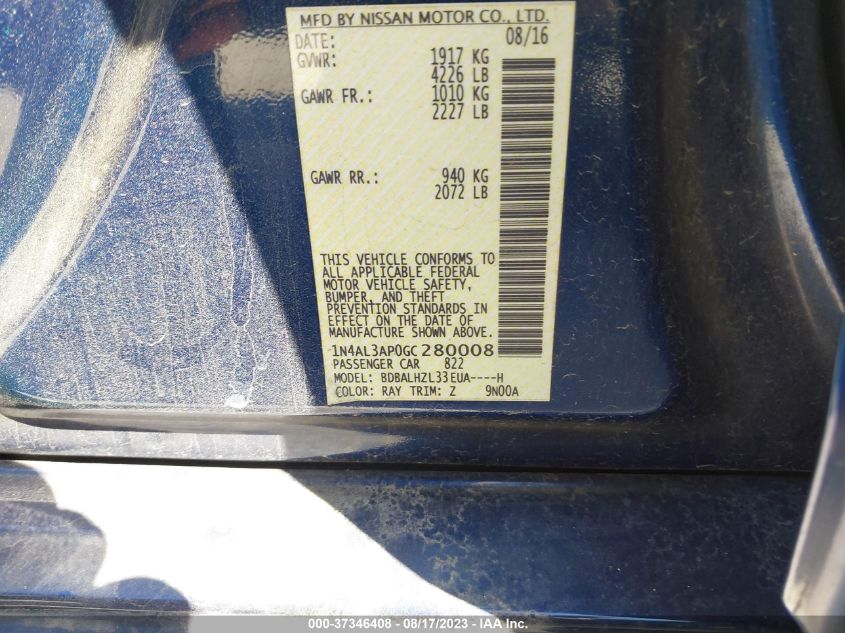 MFD BY NISSAN MOTOR CO., LTD.
DATE: 08/16
GVWR: 1917 KG
4226 LB
GAWR FR.: 1010 KG
2227 LB
GAWR RR.: 940 KG
2072 LB
THIS VEHICLE CONFORMS TO
ALL APPLICABLE FEDERAL
MOTOR VEHICLE SAFETY,
BUMPER, AND THEFT
PREVENTION STANDARDS IN
EFFECT ON THE DATE OF
MANUFACTURE SHOWN ABOVE.
1N4AL3AP0GC280008
PASSENGER CAR 822
MODEL: BDBALHZL33EUA----H
COLOR: RAY TRIM: Z 9N00A
000-37346408 - 08/17/2023 - © Copyright 2023, IAA Inc.